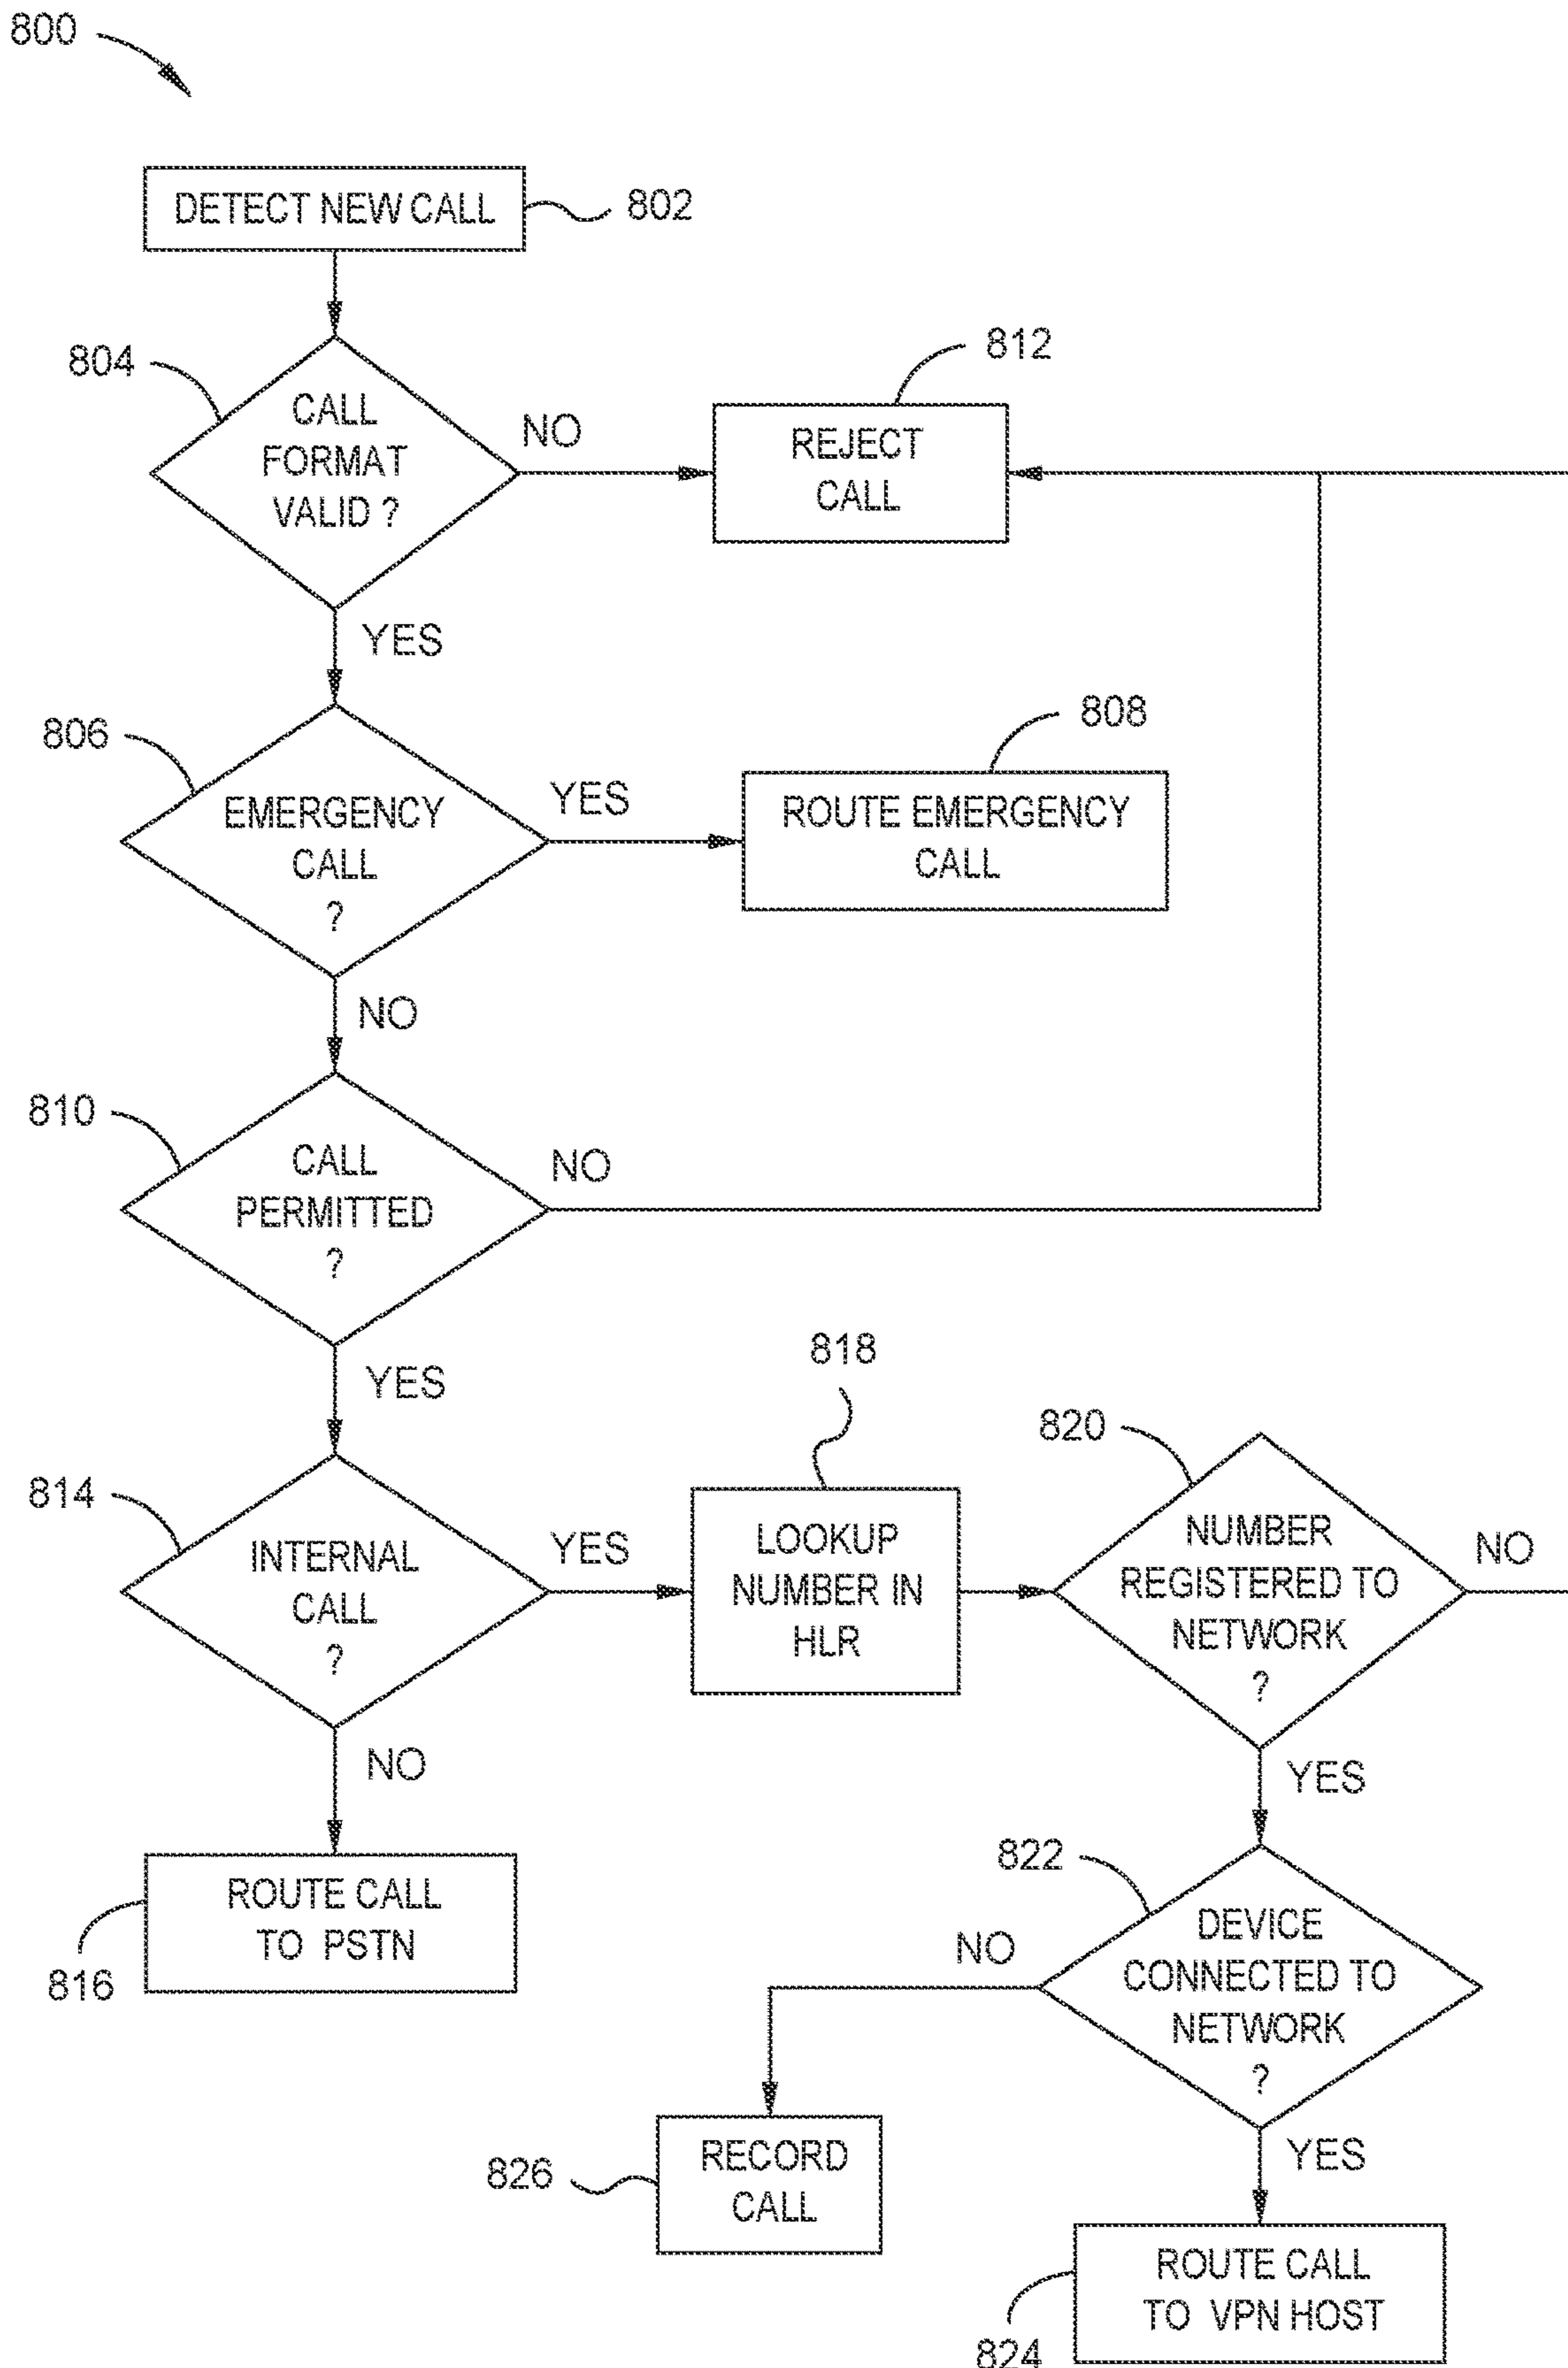 800
DETECT NEW CALL
802
804
CALL
FORMAT
VALID ?
NO
812
REJECT
CALL
YES
806
EMERGENCY
CALL
?
YES
808
ROUTE EMERGENCY
CALL
NO
810
CALL
PERMITTED
?
NO
YES
814
INTERNAL
CALL
?
YES
818
LOOKUP
NUMBER IN
HLR
820
NUMBER
REGISTERED TO
NETWORK
?
NO
NO
816
ROUTE CALL
TO PSTN
YES
822
DEVICE
CONNECTED TO
NETWORK
?
NO
826
RECORD
CALL
YES
ROUTE CALL
TO VPN HOST
824